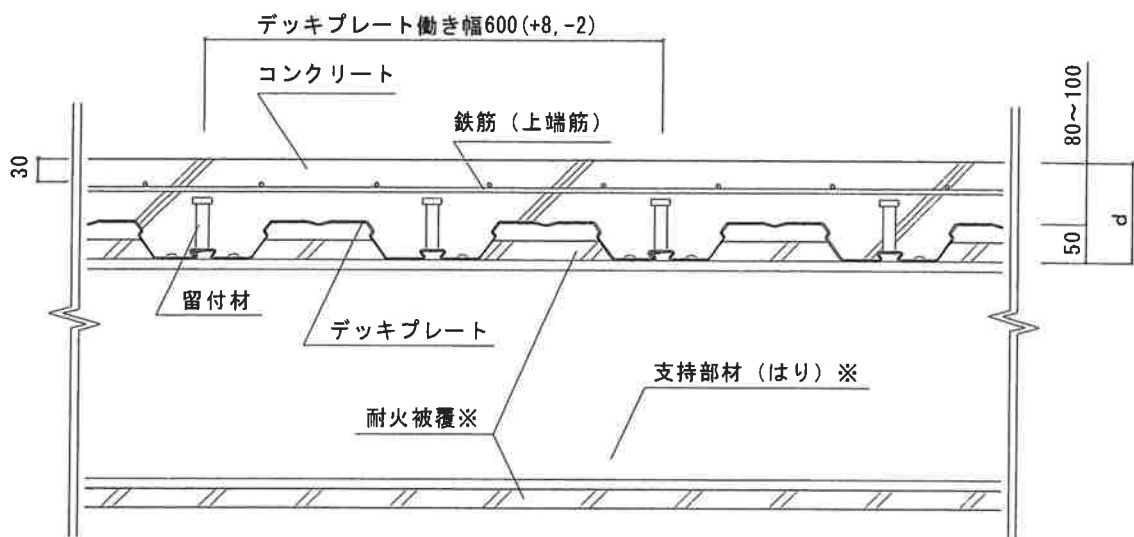 デッキプレート働き幅600(+8,-2)
コンクリート
鉄筋（上端筋）
30
80～100
d
50
留付材
デッキプレート
支持部材（はり）※
耐火被覆※